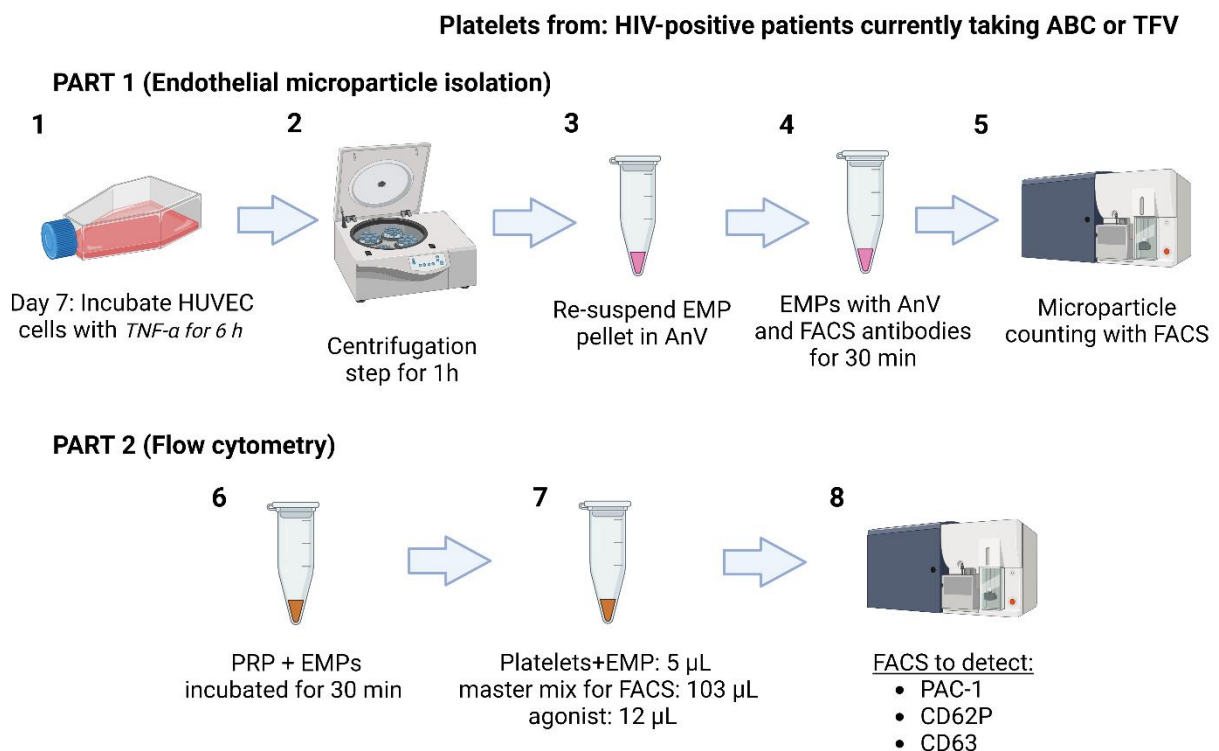 Platelets from: HIV-positive patients currently taking ABC or TFV
PART 1 (Endothelial microparticle isolation)
1
Day 7: Incubate HUVEC
cells with TNF-α for 6 h
2
Centrifugation
step for 1h
3
Re-suspend EMP
pellet in AnV
4
EMPs with AnV
and FACS antibodies
for 30 min
5
Microparticle
counting with FACS
PART 2 (Flow cytometry)
6
PRP + EMPs
incubated for 30 min
7
Platelets+EMP: 5 µL
master mix for FACS: 103 µL
agonist: 12 µL
8
FACS to detect:
• PAC-1
• CD62P
• CD63